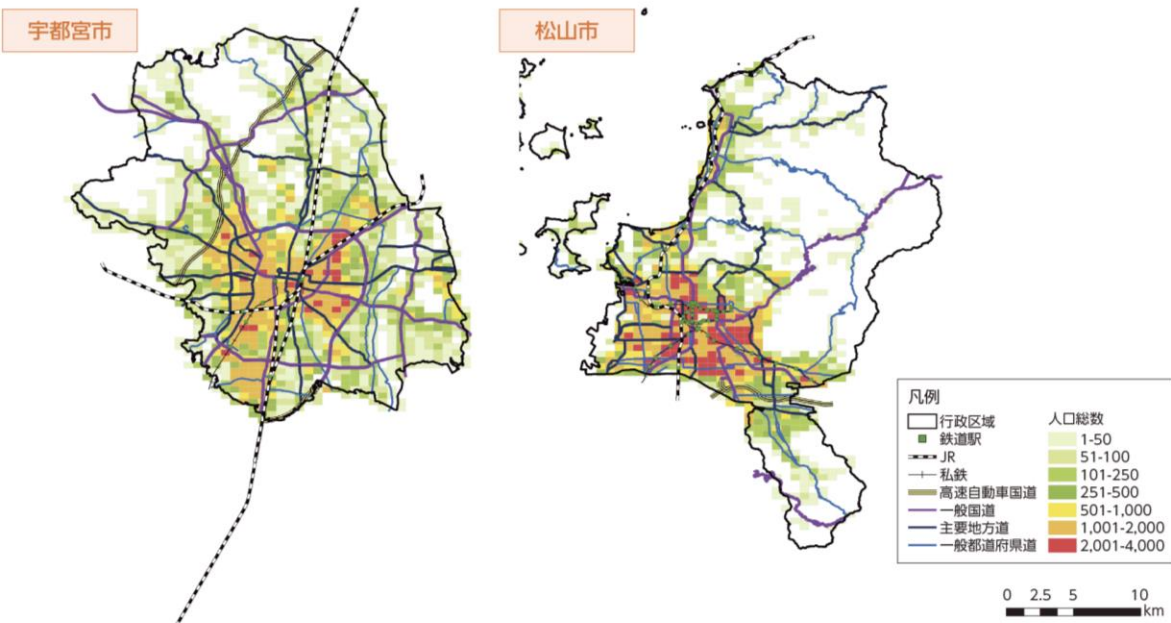 宇都宮市
松山市
凡例
行政区域
鉄道駅
JR
私鉄
高速自動車国道
一般国道
主要地方道
一般都道府県道
人口総数
1-50
51-100
101-250
251-500
501-1,000
1,001-2,000
2,001-4,000
0 2.5 5 10
km